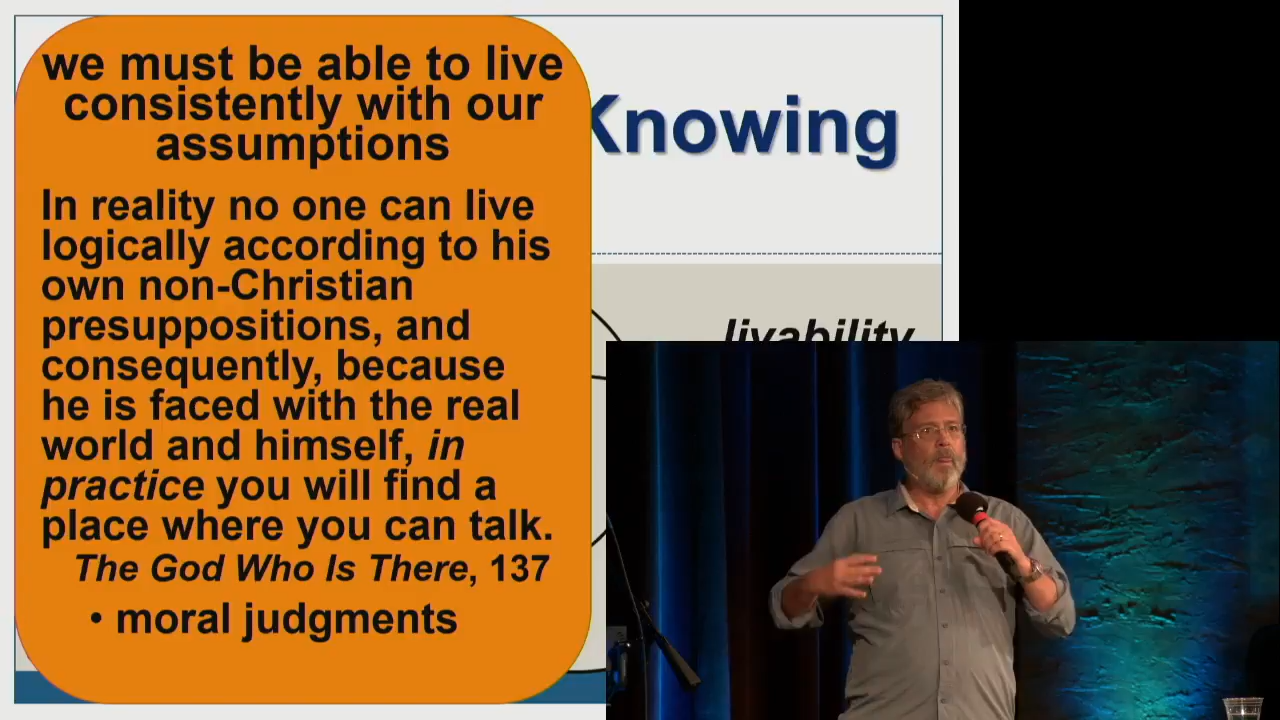 we must be able to live
consistently with our
assumptions
Knowing
In reality no one can live
logically according to his
own non-Christian
presuppositions, and
consequently, because
he is faced with the real
world and himself, in
practice you will find a
place where you can talk.
The God Who Is There, 137
• moral judgments
livability